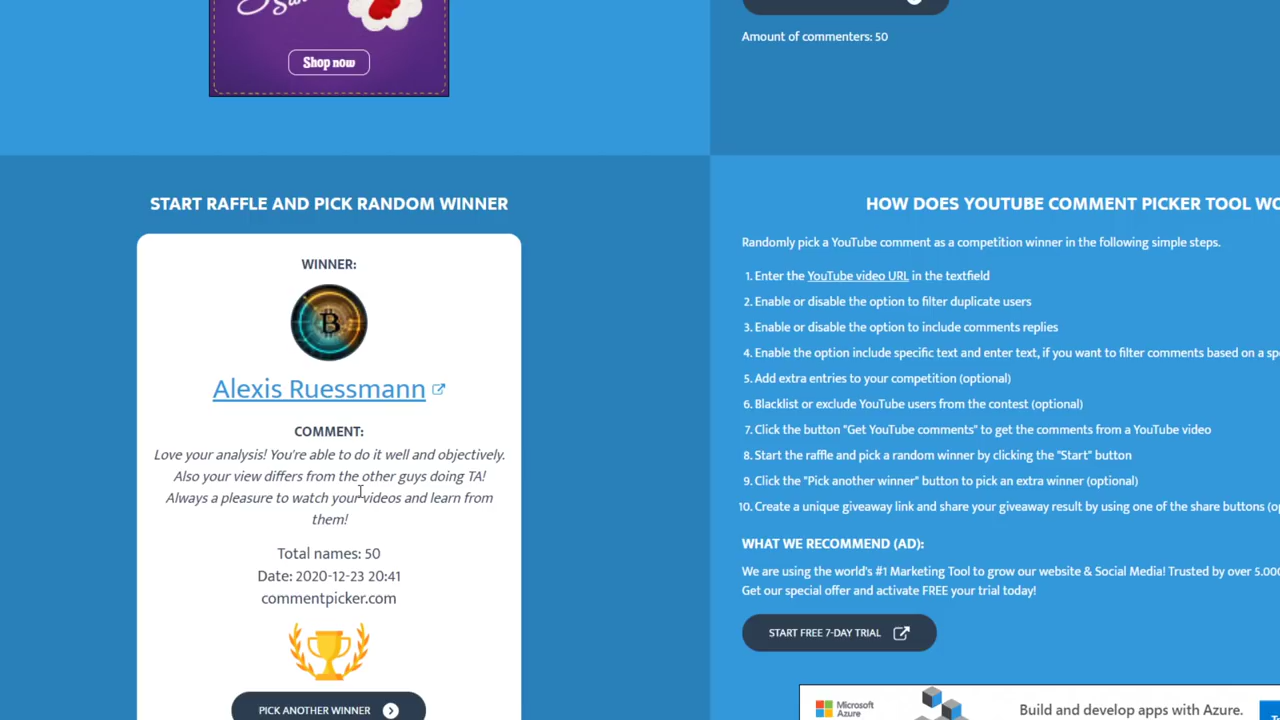 Shop now
Amount of commenters: 50
START RAFFLE AND PICK RANDOM WINNER
WINNER:
Alexis Ruessmann
COMMENT:
Love your analysis! You're able to do it well and objectively.
Also your view differs from the other guys doing TA!
Always a pleasure to watch your videos and learn from
them!
Total names: 50
Date: 2020-12-23 20:41
commentpicker.com
PICK ANOTHER WINNER
HOW DOES YOUTUBE COMMENT PICKER TOOL WO
Randomly pick a YouTube comment as a competition winner in the following simple steps.
1. Enter the YouTube video URL in the textfield
2. Enable or disable the option to filter duplicate users
3. Enable or disable the option to include comments replies
4. Enable the option include specific text and enter text, if you want to filter comments based on a sp
5. Add extra entries to your competition (optional)
6. Blacklist or exclude YouTube users from the contest (optional)
7. Click the button "Get YouTube comments" to get the comments from a YouTube video
8. Start the raffle and pick a random winner by clicking the "Start" button
9. Click the "Pick another winner" button to pick an extra winner (optional)
10. Create a unique giveaway link and share your giveaway result by using one of the share buttons (op
WHAT WE RECOMMEND (AD):
We are using the world's #1 Marketing Tool to grow our website & Social Media! Trusted by over 5.000
Get our special offer and activate FREE your trial today!
START FREE 7-DAY TRIAL
Microsoft
Azure
Build and develop apps with Azure.